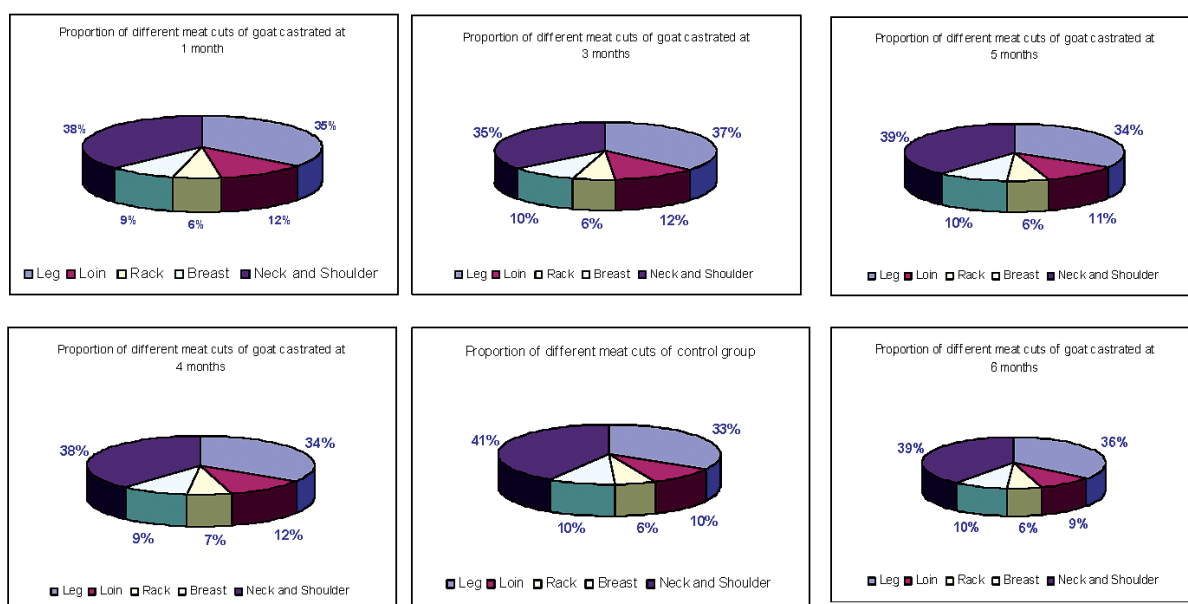 Proportion of different meat cuts of goat castrated at
1 month
38%
35%
9%
6%
12%
Leg Loin Rack Breast Neck and Shoulder
Proportion of different meat cuts of goat castrated at
3 months
35%
37%
10%
6%
12%
Leg Loin Rack Breast Neck and Shoulder
Proportion of different meat cuts of goat castrated at
5 months
39%
34%
10%
6%
11%
Leg Loin Rack Breast Neck and Shoulder
Proportion of different meat cuts of goat castrated at
4 months
38%
34%
9%
7%
12%
Leg Loin Rack Breast Neck and Shoulder
Proportion of different meat cuts of control group
41%
33%
10%
6%
10%
Leg Loin Rack Breast Neck and Shoulder
Proportion of different meat cuts of goat castrated at
6 months
39%
36%
10%
6%
9%
Leg Loin Rack Breast Neck and Shoulder